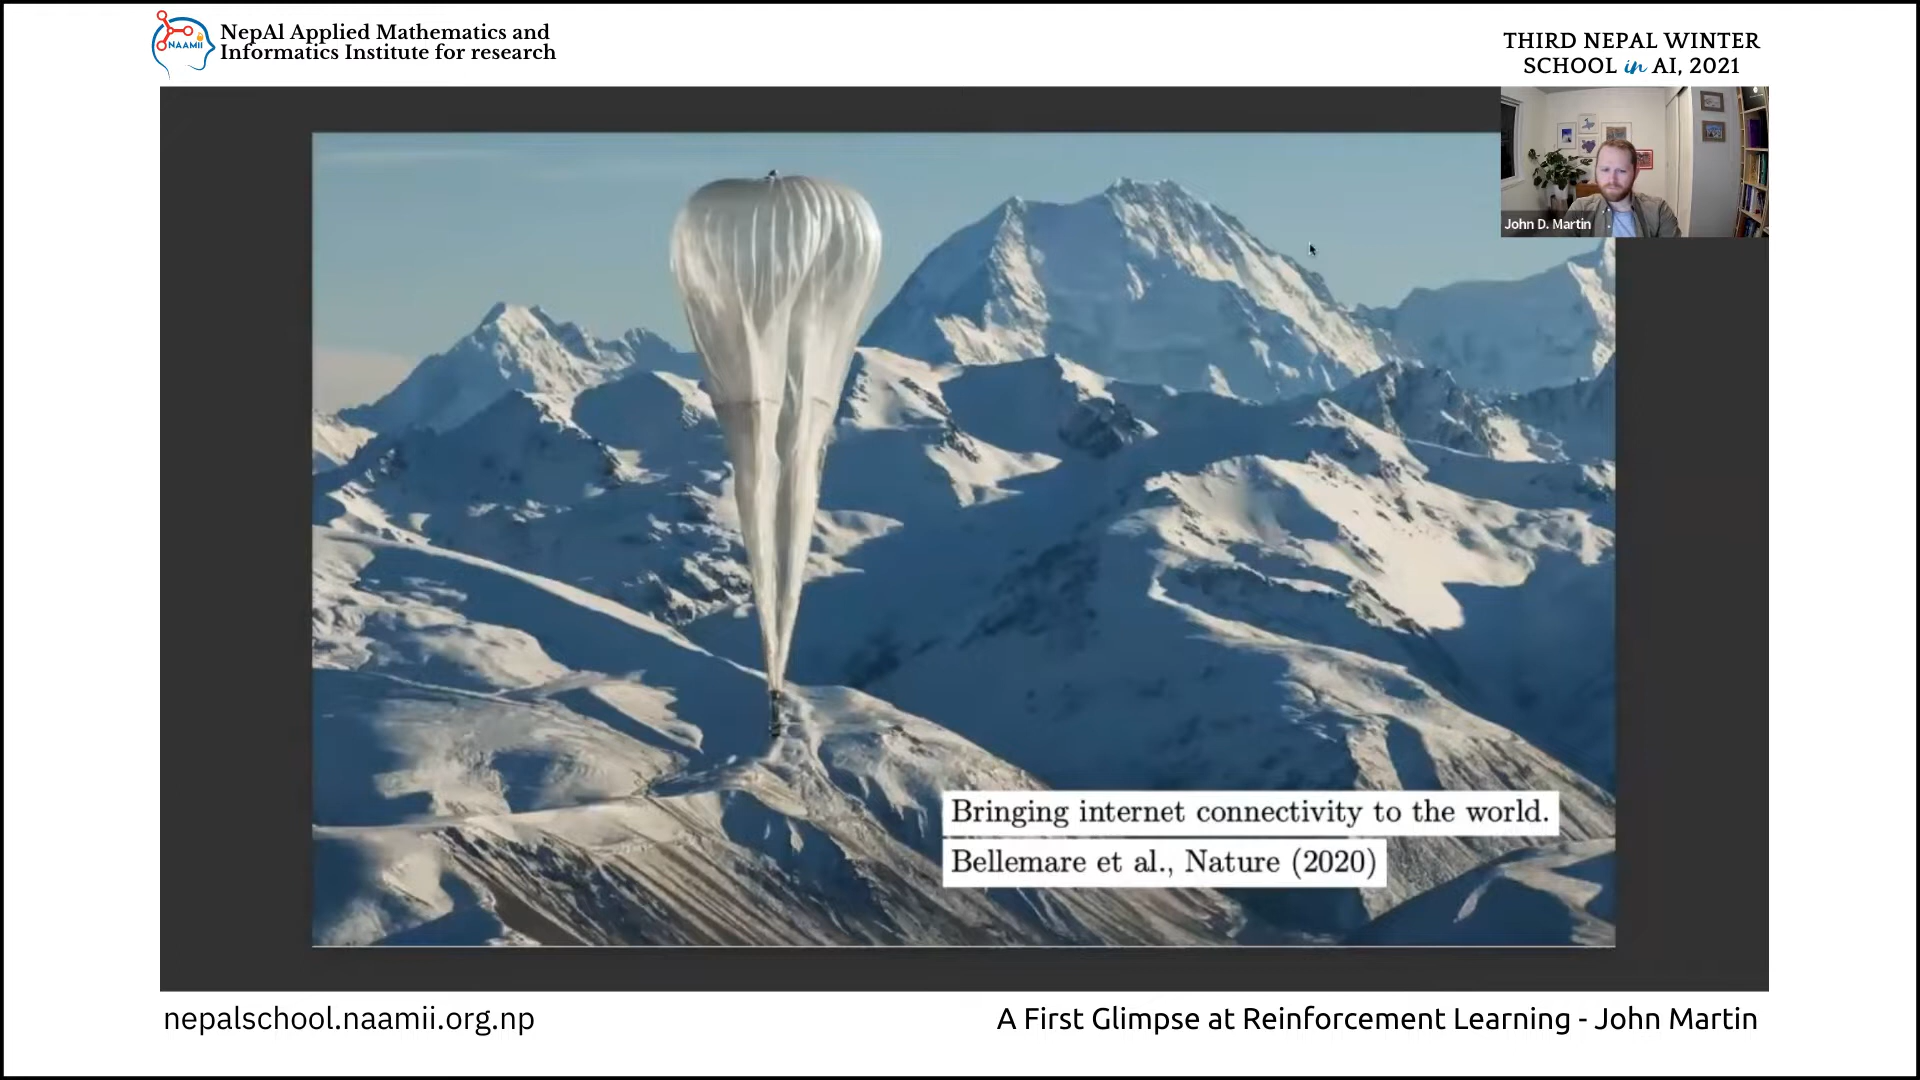 NAAMII
NepAl Applied Mathematics and
Informatics Institute for research
THIRD NEPAL WINTER
SCHOOL in AI, 2021
John D. Martin
Bringing internet connectivity to the world.
Bellemare et al., Nature (2020)
nepalschool.naamii.org.np
A First Glimpse at Reinforcement Learning - John Martin